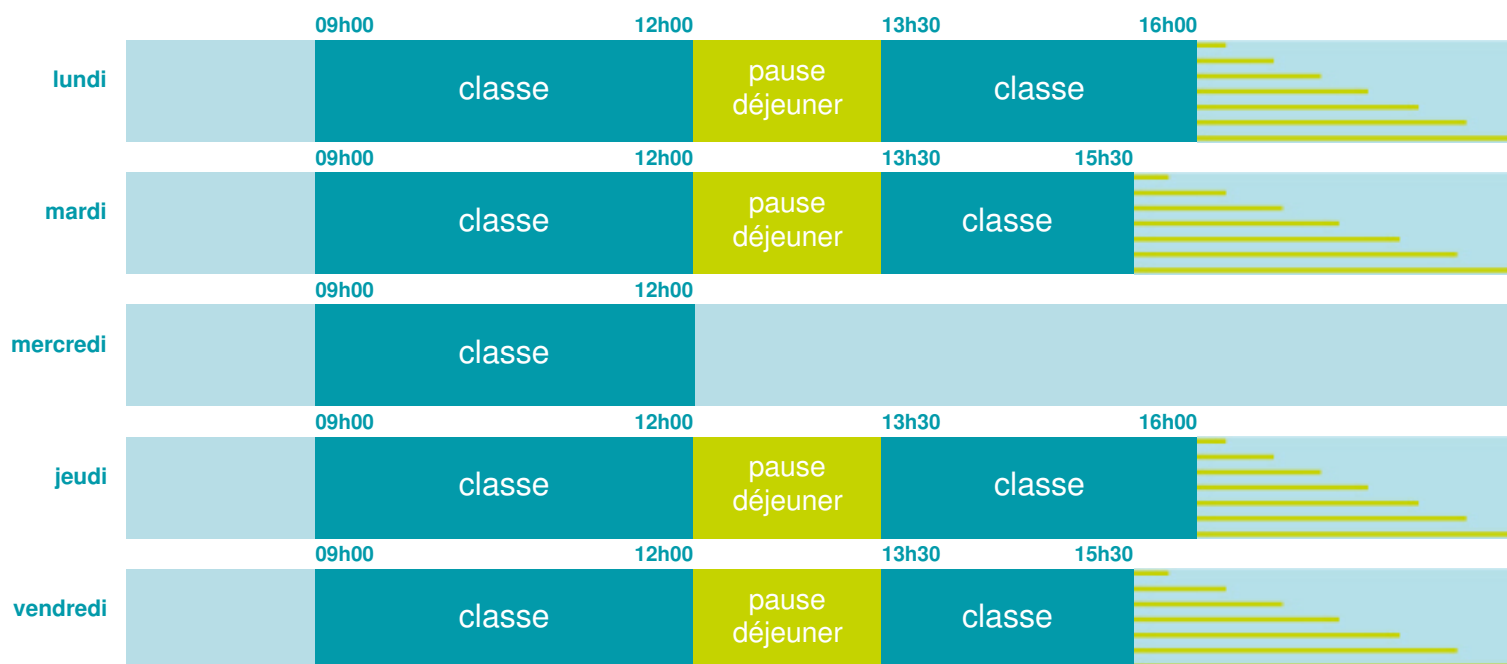 09h00 12h00 13h30 16h00
lundi classe pause déjeuner classe
09h00 12h00 13h30 15h30
mardi classe pause déjeuner classe
09h00 12h00
mercredi classe
09h00 12h00 13h30 16h00
jeudi classe pause déjeuner classe
09h00 12h00 13h30 15h30
vendredi classe pause déjeuner classe